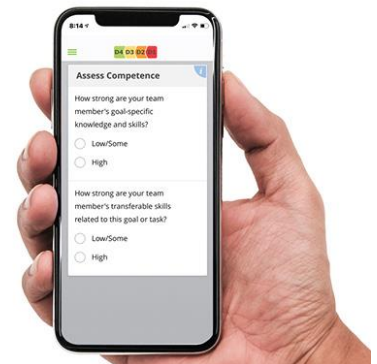 8:14
D4 D3 D2 D1
Assess Competence
i
How strong are your team
member's goal-specific
knowledge and skills?
Low/Some
High
How strong are your team
member's transferable skills
related to this goal or task?
Low/Some
High